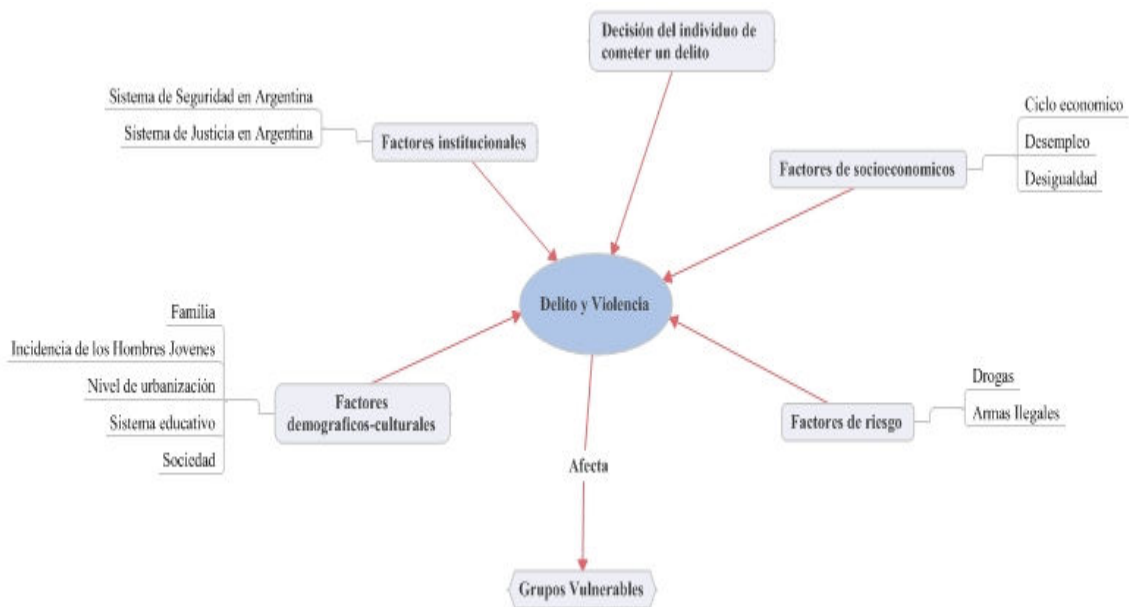 Decisión del individuo de
cometer un delito
Sistema de Seguridad en Argentina
Sistema de Justicia en Argentina
Factores institucionales
Ciclo economico
Desempleo
Desigualdad
Factores de socioeconomicos
Delito y Violencia
Familia
Incidencia de los Hombres Jovenes
Nivel de urbanización
Sistema educativo
Sociedad
Factores
demograficos-culturales
Drogas
Armas Ilegales
Factores de riesgo
Afecta
Grupos Vulnerables